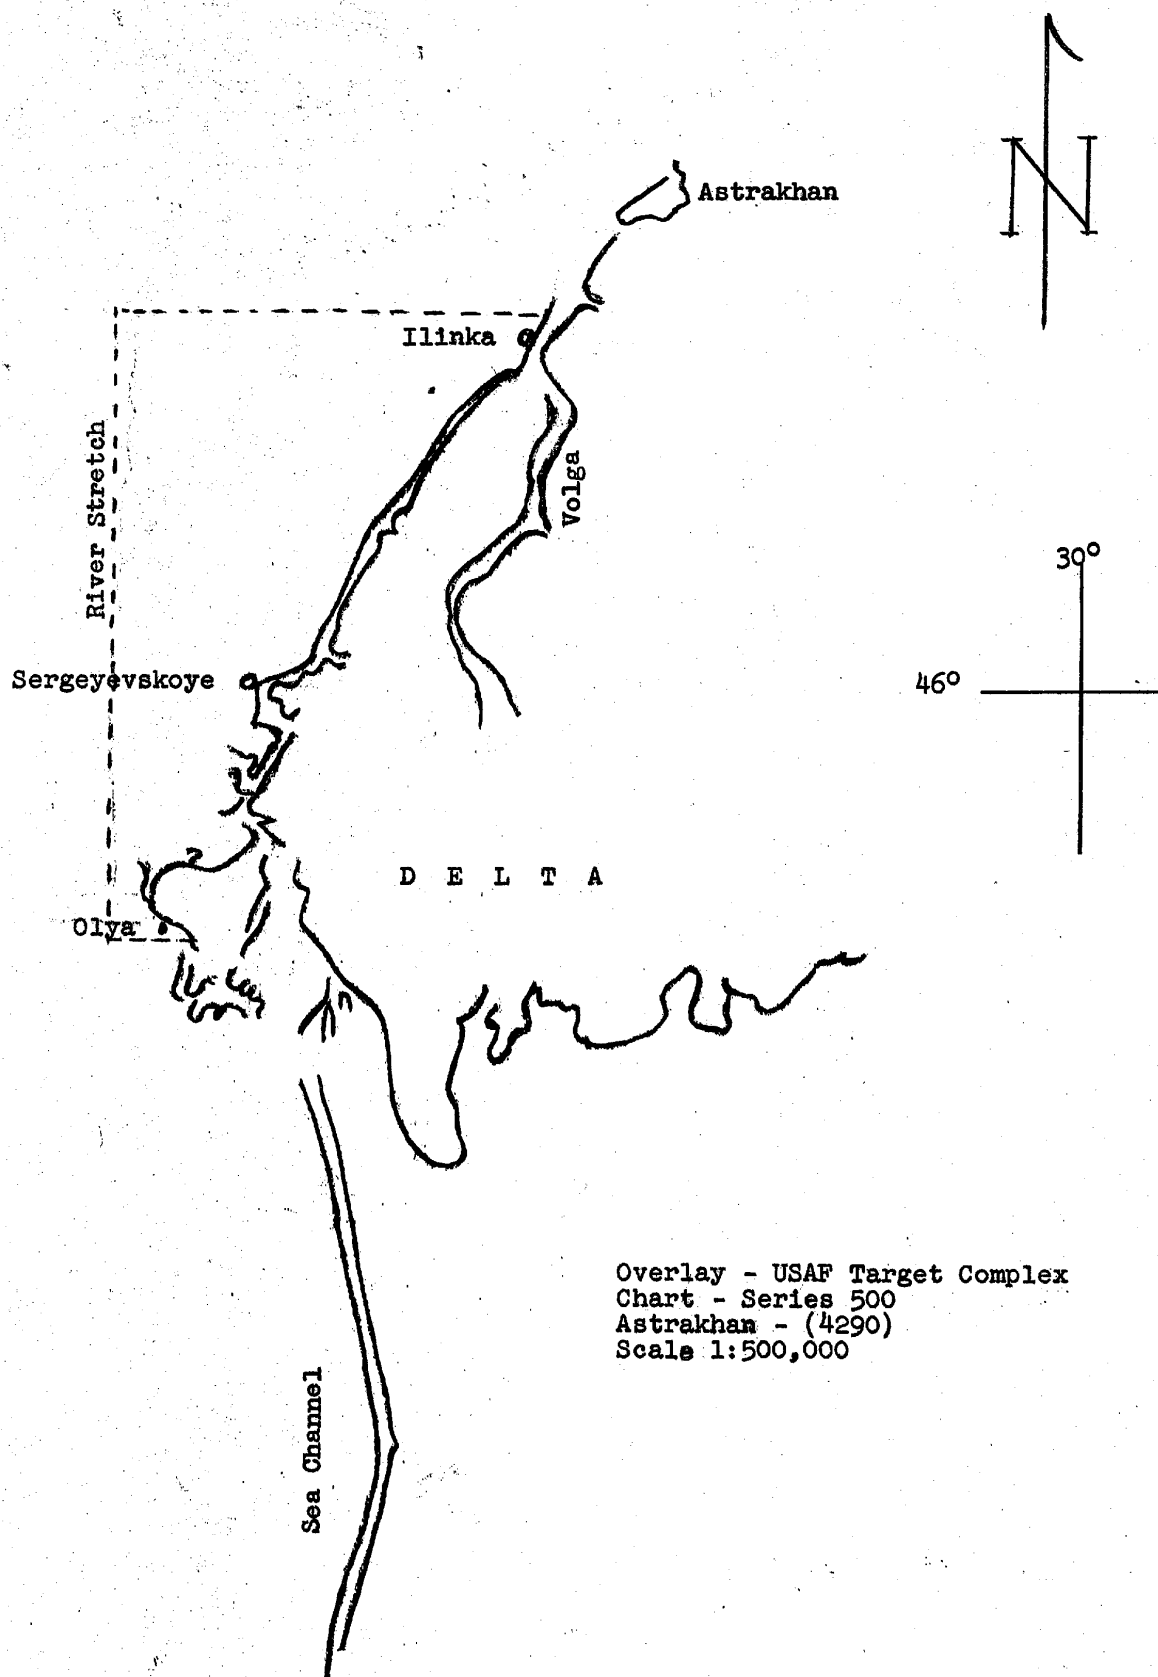 N
Astrakhan
Ilinka
River Stretch
Volga
30°
Sergeyevskoye
46°
DELTA
Olya
Overlay - USAF Target Complex
Chart - Series 500
Astrakhan - (4290)
Scale 1:500,000
Sea Channel